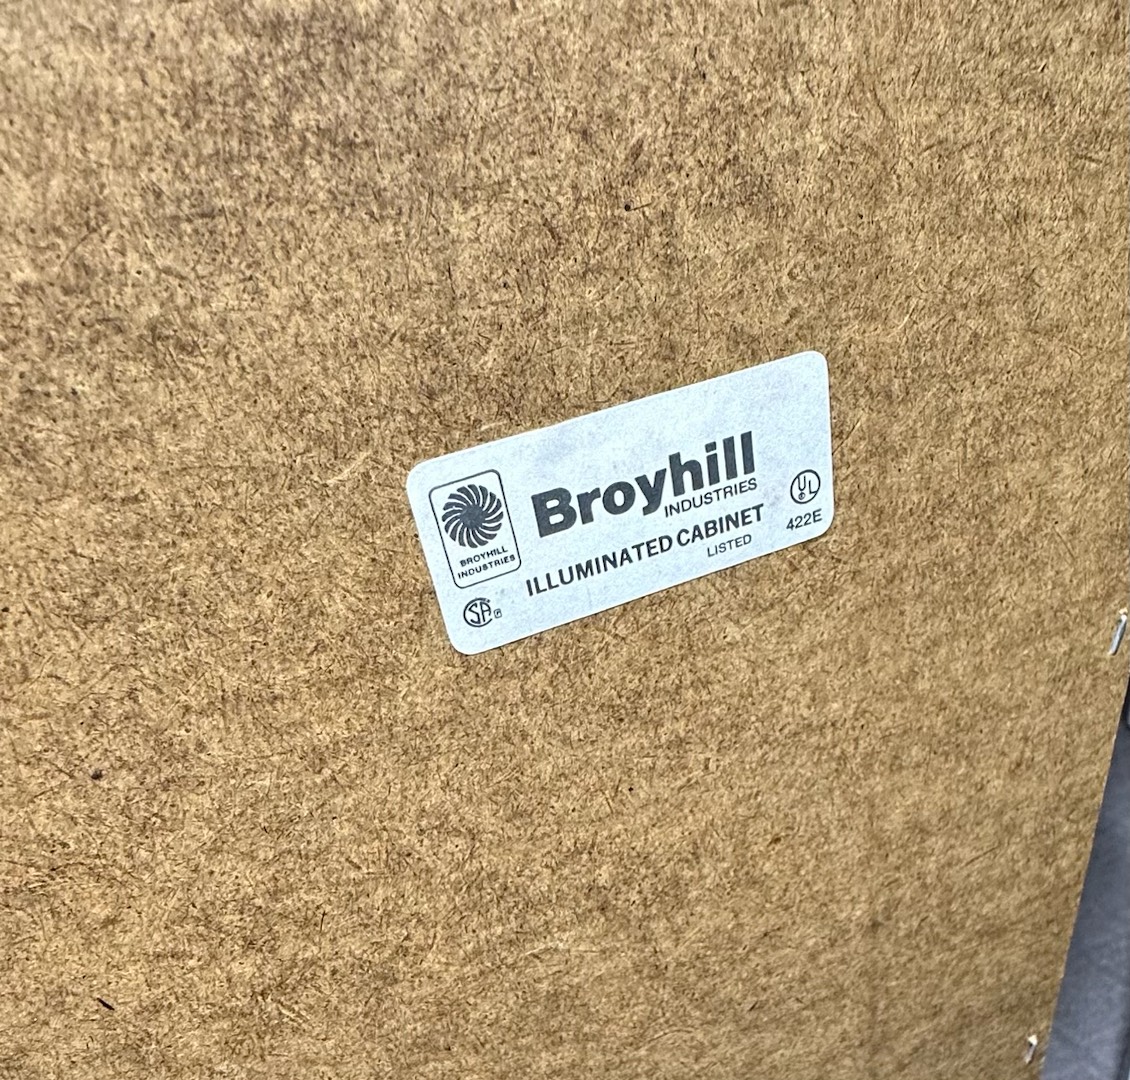 Broyhill
INDUSTRIES
BROYHILL
INDUSTRIES
ILLUMINATED CABINET
LISTED
UL
422E
SA